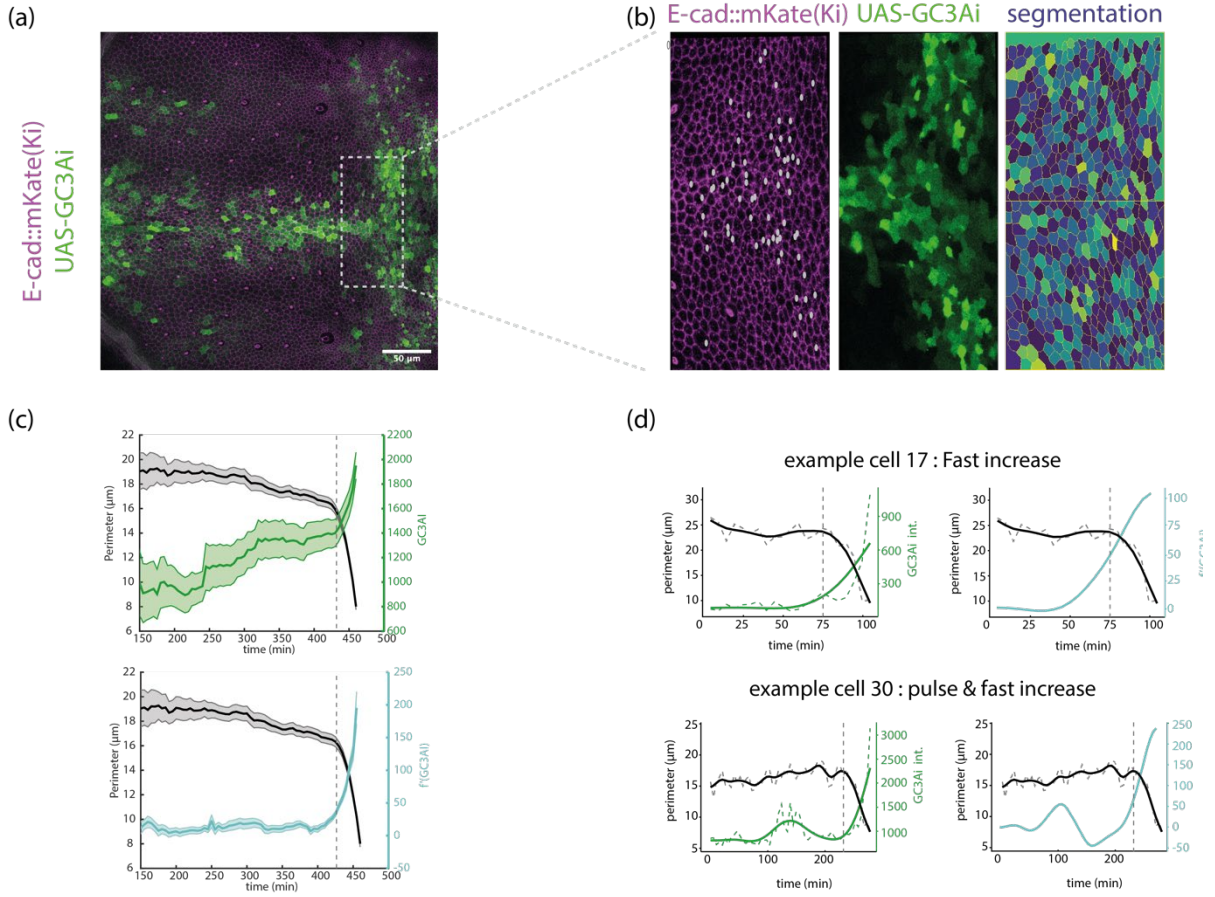 (a)
E-cad::mKate(Ki)
UAS-GC3Ai
50 µm
(b)
E-cad::mKate(Ki) UAS-GC3Ai segmentation
(c)
Perimeter (µm)
22
20
18
16
14
12
10
8
6
2200
2000
1800
1600
1400
1200
1000
800
600
GC3AI
150 200 250 300 350 400 450 500
time (min)
Perimeter (µm)
22
20
18
16
14
12
10
8
6
250
200
150
100
50
0
-50
f'(GC3AI)
150 200 250 300 350 400 450 500
time (min)
(d)
example cell 17 : Fast increase
perimeter (µm)
30
25
20
15
10
900
600
300
GC3Ai int.
0 25 50 75 100
time (min)
perimeter (µm)
30
25
20
15
10
100
75
50
25
0
0 25 50 75 100
time (min)
example cell 30 : pulse & fast increase
perimeter (µm)
25
20
15
10
5
3000
2500
2000
1500
1000
GC3Ai int.
0 100 200
time (min)
perimeter (µm)
25
20
15
10
5
250
200
150
100
50
0
-50
0 100 200
time (min)